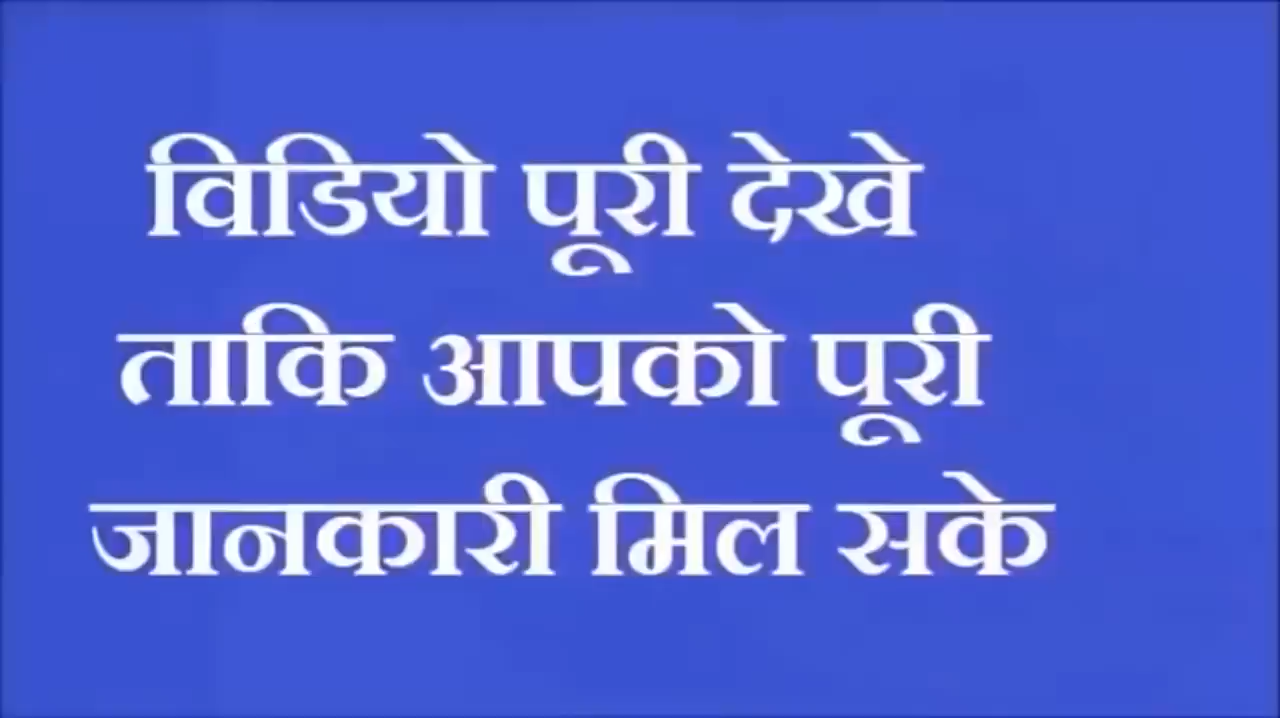 विडियो पूरी देखे
ताकि आपको पूरी
जानकारी मिल सके